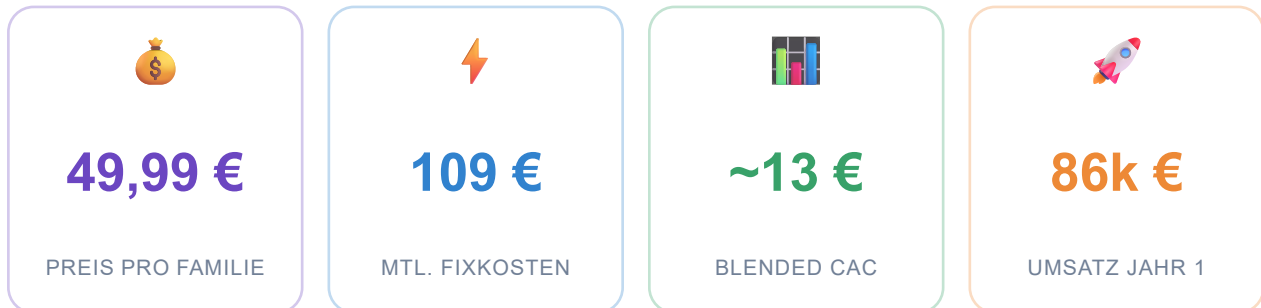 49,99 €
PREIS PRO FAMILIE
109 €
MTL. FIXKOSTEN
~13 €
BLENDED CAC
86k €
UMSATZ JAHR 1